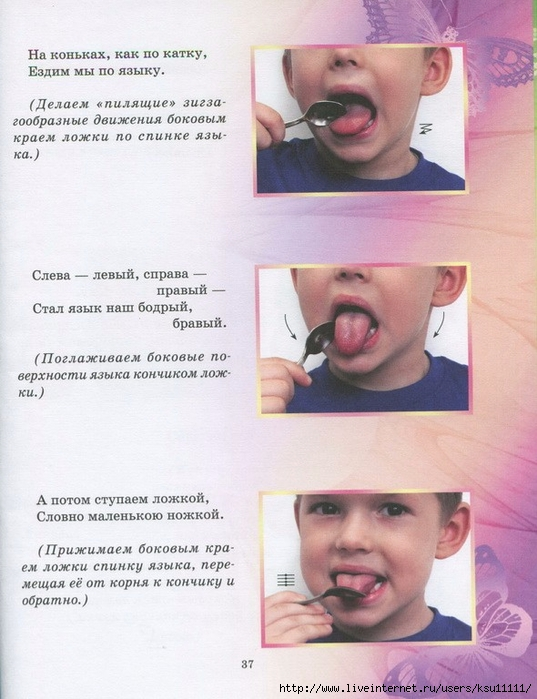 На коньках, как по катку,
Ездим мы по языку.
(Делаем «пилящие» зигза-
гообразные движения боковым
краем ложки по спинке язы-
ка.)
Слева — левый, справа —
правый —
Стал язык наш бодрый,
бравый.
(Поглаживаем боковые по-
верхности языка кончиком лож-
ки.)
А потом ступаем ложкой,
Словно маленькою ножкой.
(Прижимаем боковым кра-
ем ложки спинку языка, пере-
мещая её от корня к кончику и
обратно.)
37
http://www.liveinternet.ru/users/ksu11111/